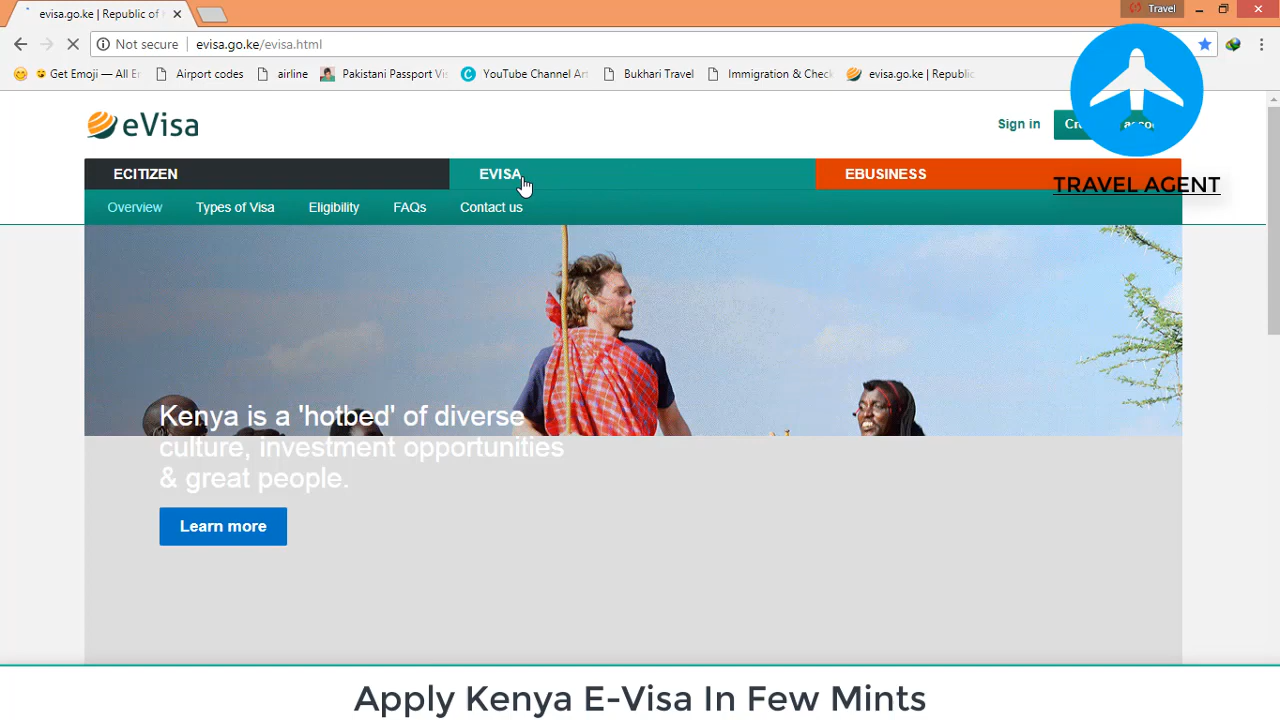 evisa.go.ke | Republic of
Travel
Not secure evisa.go.ke/evisa.html
Get Emoji — All E Airport codes airline Pakistani Passport Vi YouTube Channel Ar Bukhari Travel Immigration & Chec evisa.go.ke | Republic
eVisa
Sign in
TRAVEL AGENT
ECITIZEN EVISA EBUSINESS
Overview Types of Visa Eligibility FAQs Contact us
Kenya is a 'hotbed' of diverse
culture, investment opportunities
& great people.
Learn more
Apply Kenya E-Visa In Few Mints